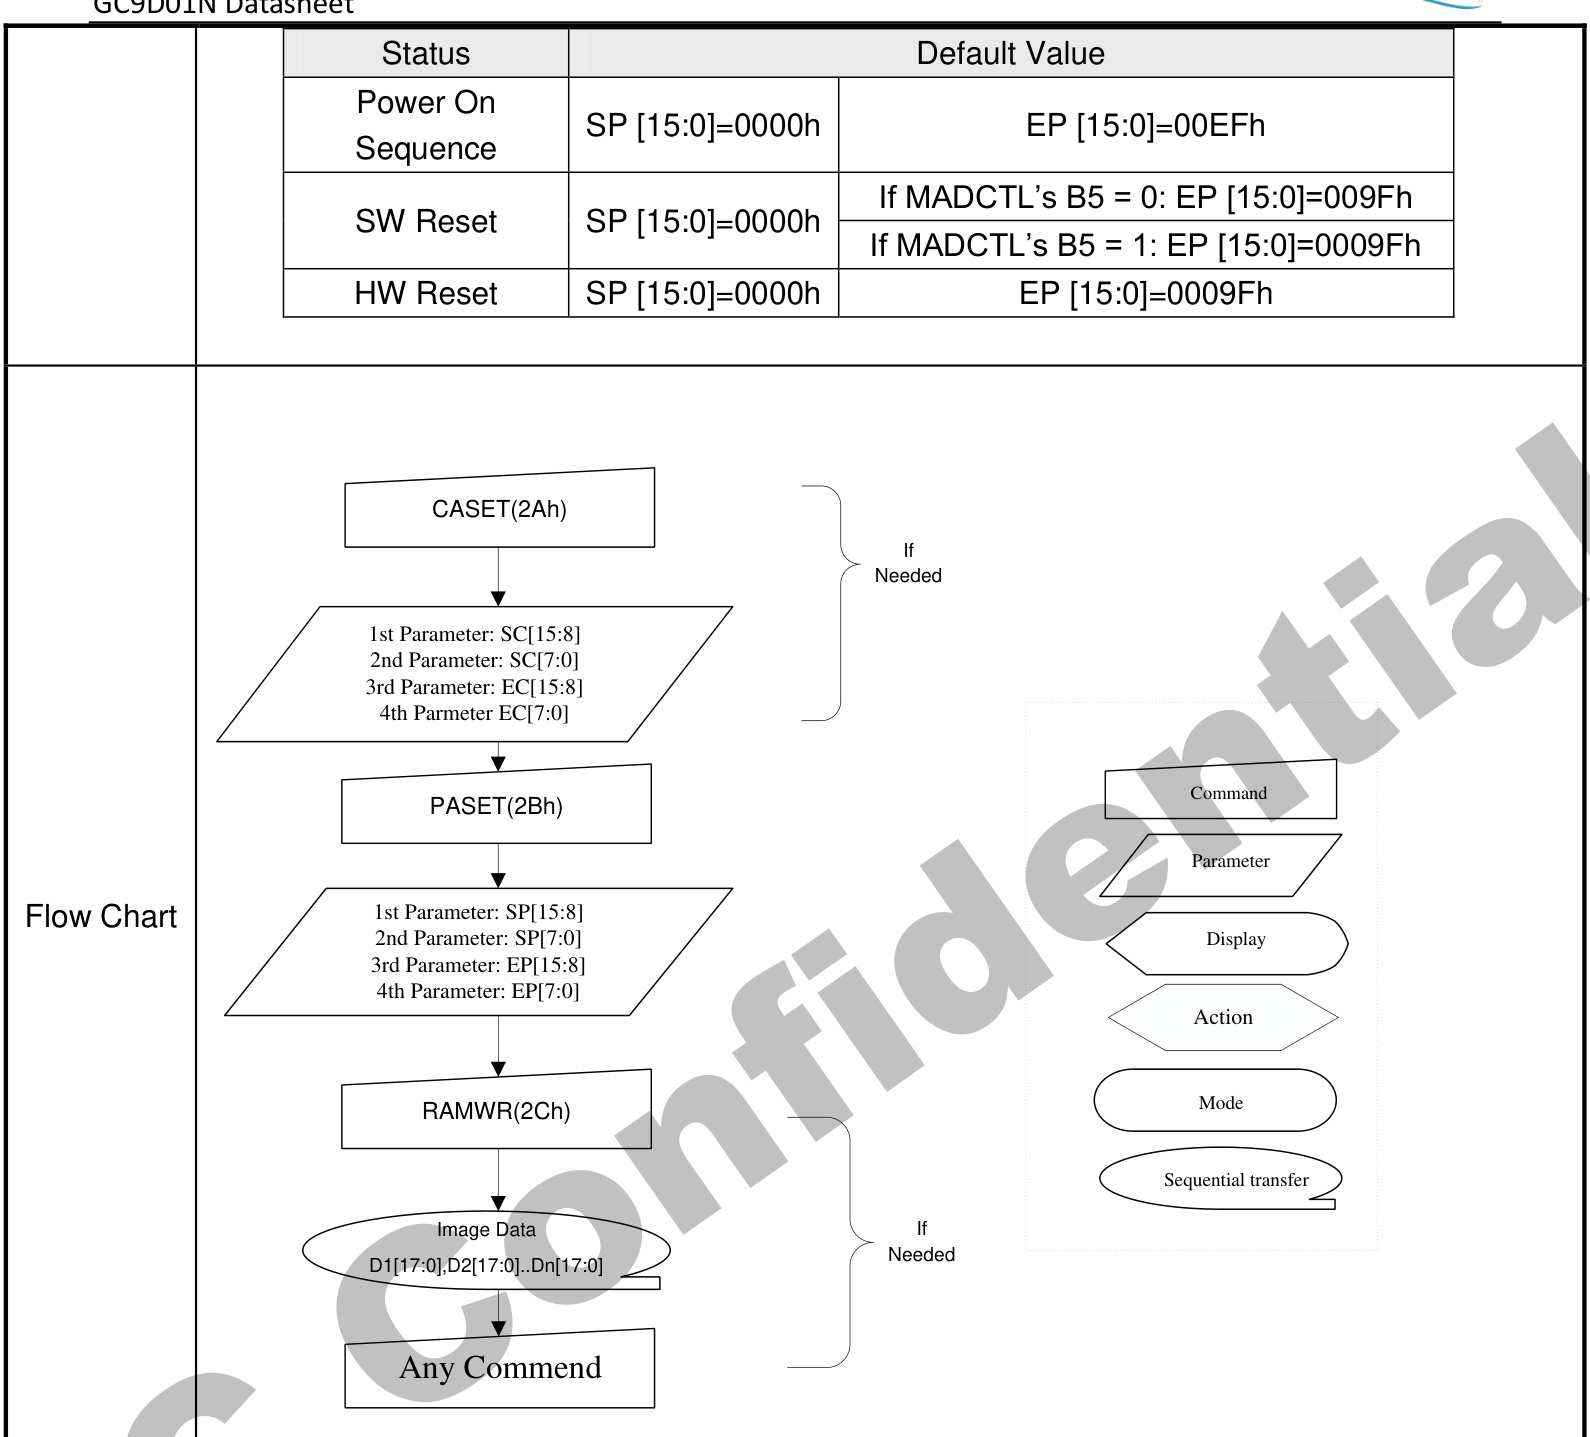 GC9D01N Datasheet
Status Default Value
Power On
Sequence
SP [15:0]=0000h EP [15:0]=00EFh
SW Reset SP [15:0]=0000h
If MADCTL’s B5 = 0: EP [15:0]=009Fh
If MADCTL’s B5 = 1: EP [15:0]=0009Fh
HW Reset SP [15:0]=0000h EP [15:0]=0009Fh
Flow Chart
CASET(2Ah)
If
Needed
1st Parameter: SC[15:8]
2nd Parameter: SC[7:0]
3rd Parameter: EC[15:8]
4th Parmeter EC[7:0]
PASET(2Bh)
1st Parameter: SP[15:8]
2nd Parameter: SP[7:0]
3rd Parameter: EP[15:8]
4th Parameter: EP[7:0]
RAMWR(2Ch)
Image Data
D1[17:0],D2[17:0]..Dn[17:0]
If
Needed
Any Commend
Command
Parameter
Display
Action
Mode
Sequential transfer
Confidential